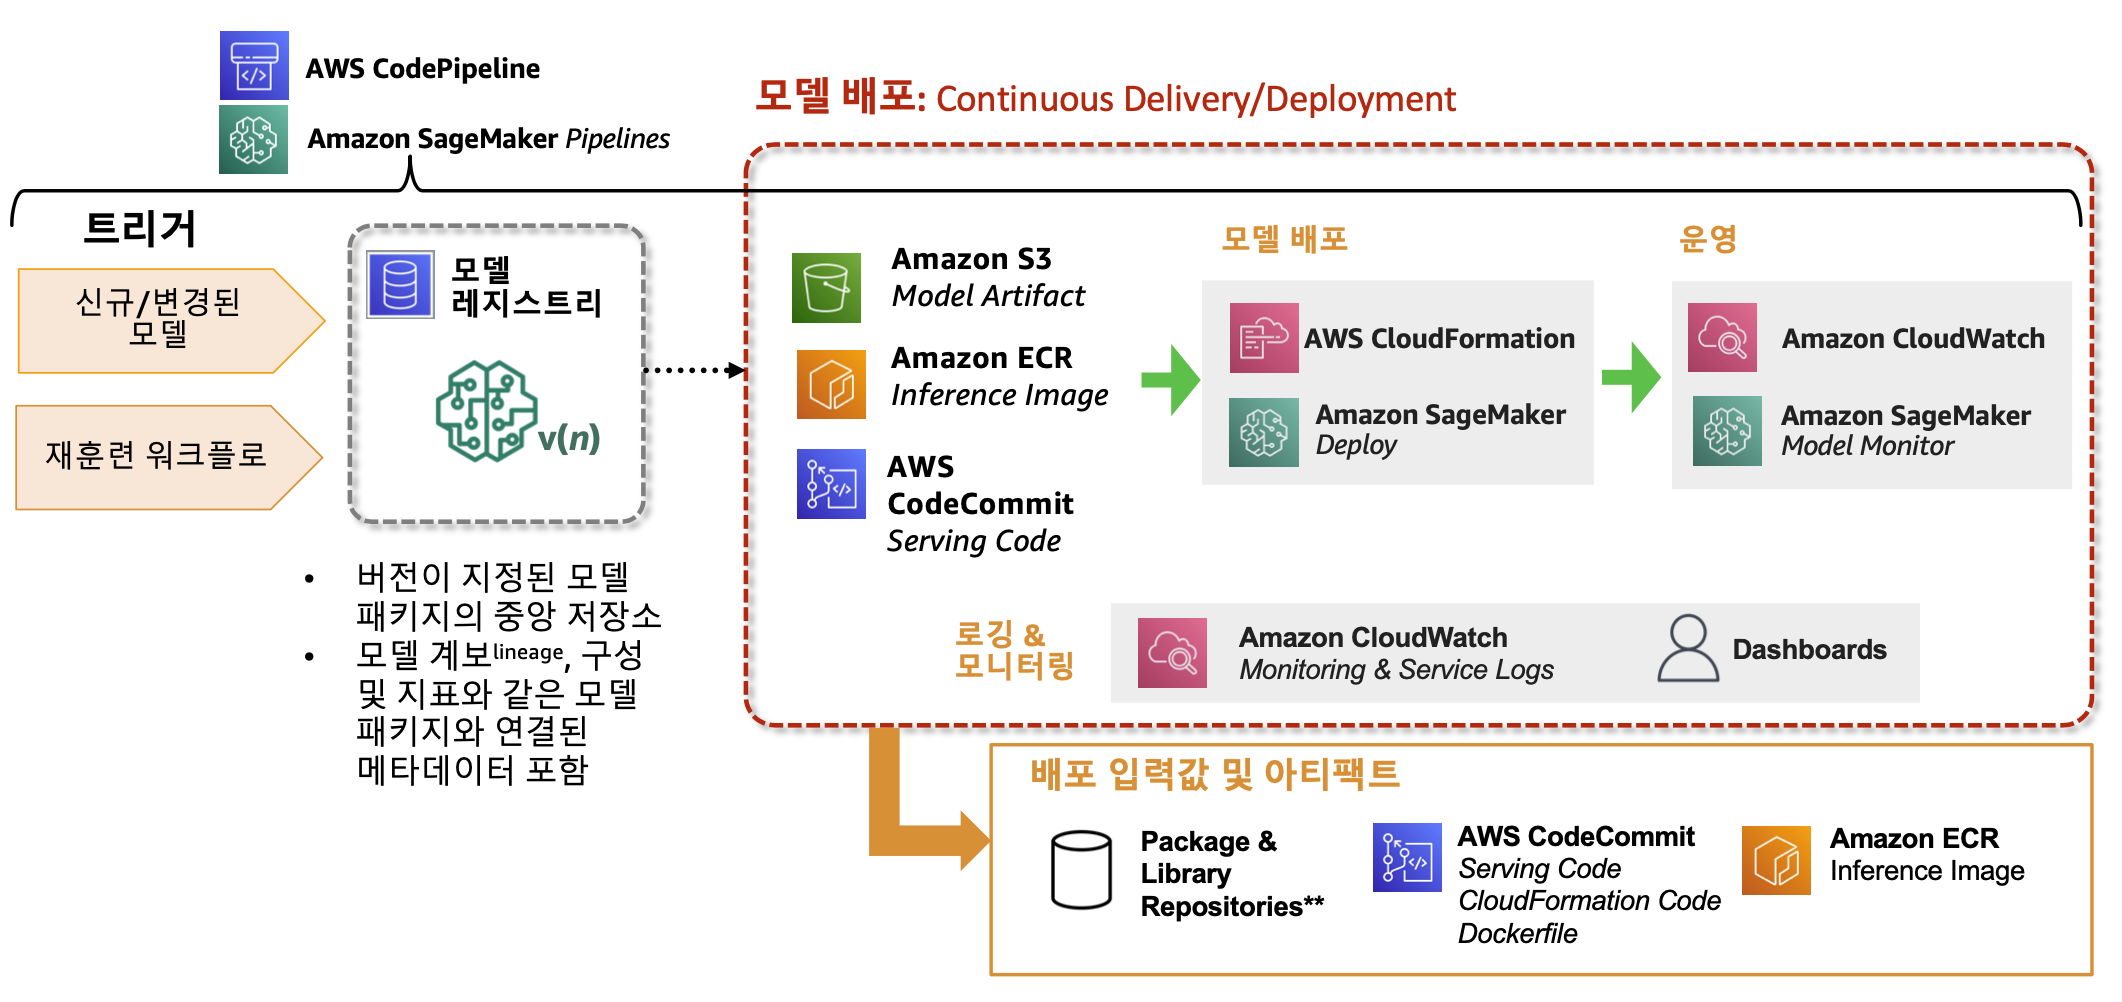 AWS CodePipeline
Amazon SageMaker Pipelines
모델 배포: Continuous Delivery/Deployment
트리거
신규/변경된
모델
재훈련 워크플로
모델
레지스트리
v(n)
버전이 지정된 모델
패키지의 중앙 저장소
모델 계보lineage, 구성
및 지표와 같은 모델
패키지와 연결된
메타데이터 포함
Amazon S3
Model Artifact
Amazon ECR
Inference Image
AWS
CodeCommit
Serving Code
모델 배포
AWS CloudFormation
Amazon SageMaker
Deploy
운영
Amazon CloudWatch
Amazon SageMaker
Model Monitor
로깅 &
모니터링
Amazon CloudWatch
Monitoring & Service Logs
Dashboards
배포 입력값 및 아티팩트
Package &
Library
Repositories**
AWS CodeCommit
Serving Code
CloudFormation Code
Dockerfile
Amazon ECR
Inference Image